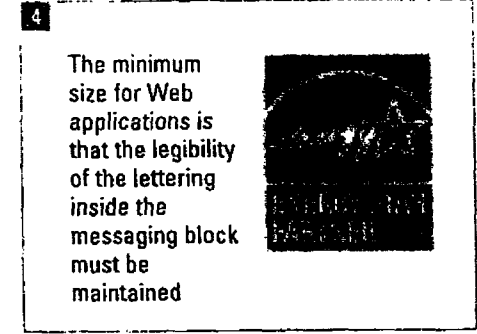 4
The minimum
size for Web
applications is
that the legibility
of the lettering
inside the
messaging block
must be
maintained